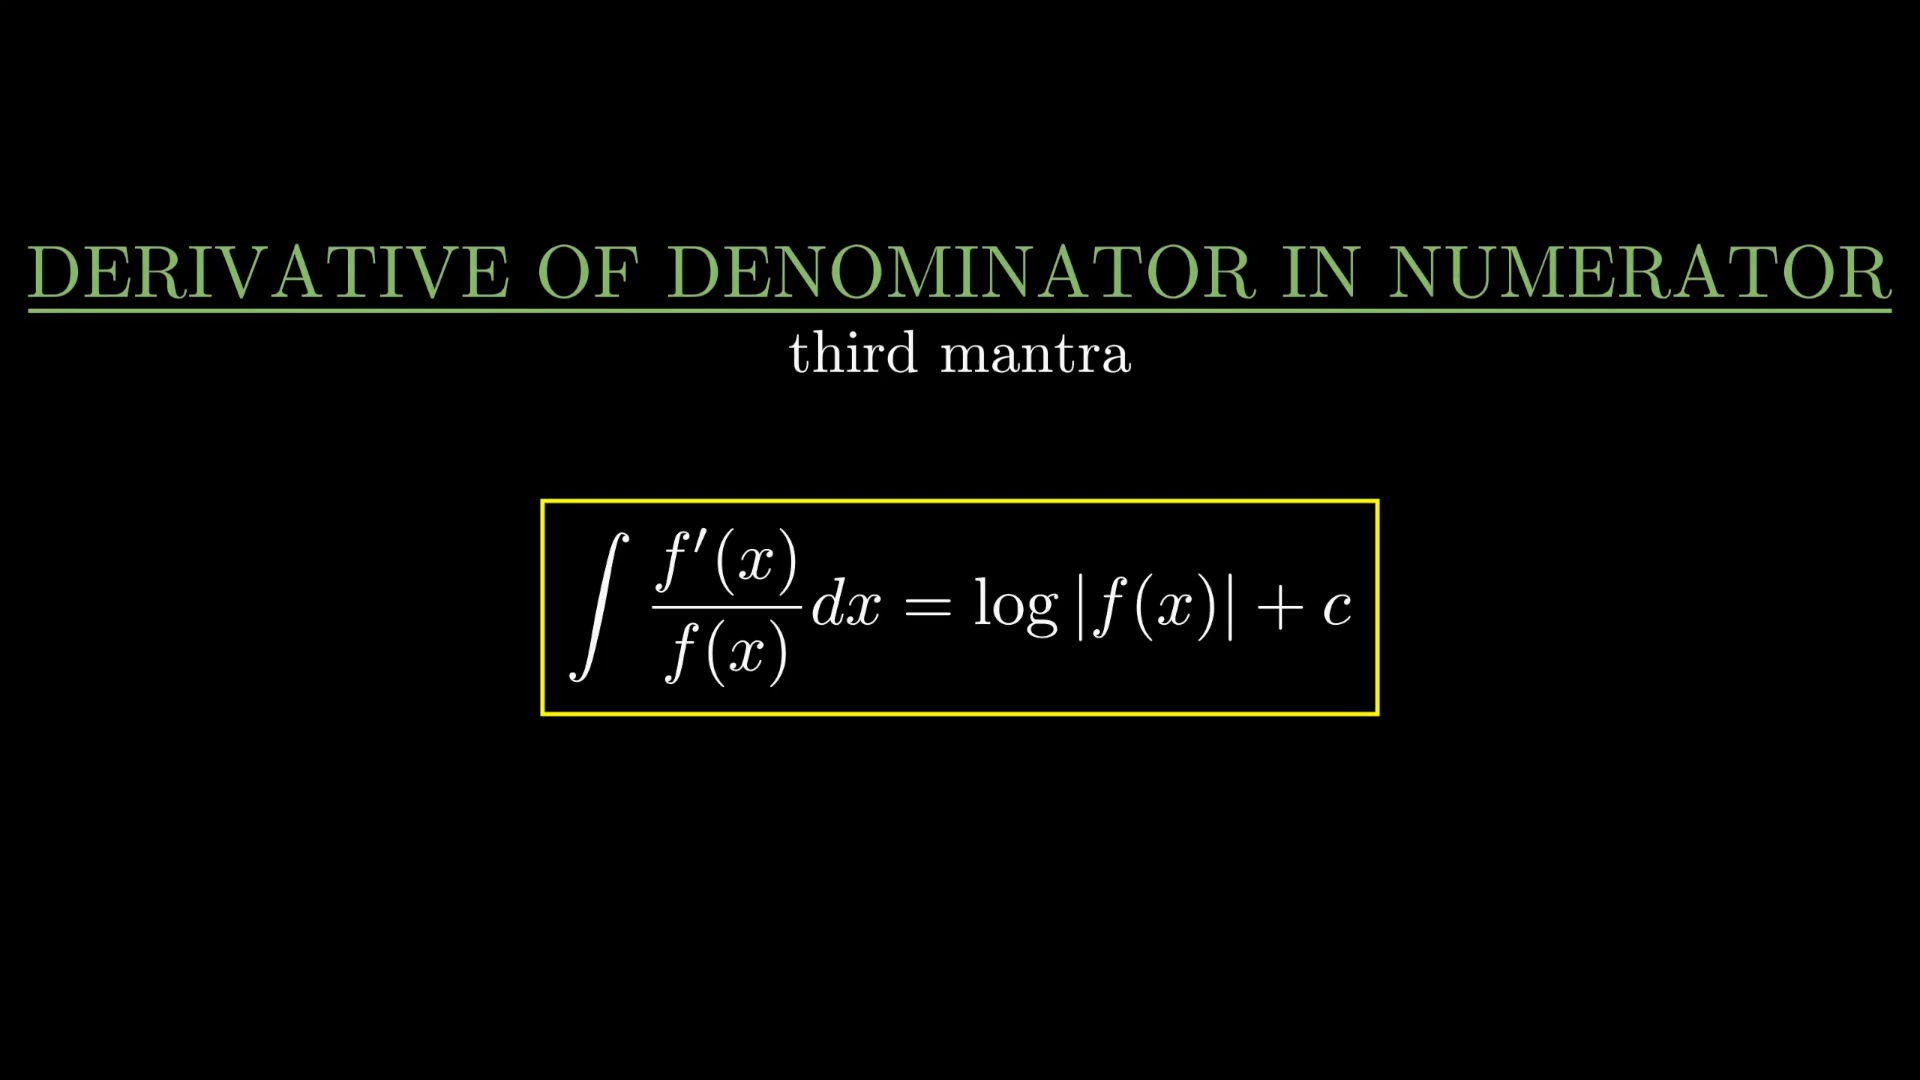 DERIVATIVE OF DENOMINATOR IN NUMERATOR
third mantra
∫ f′(x)/f(x) dx = log |f(x)| + c